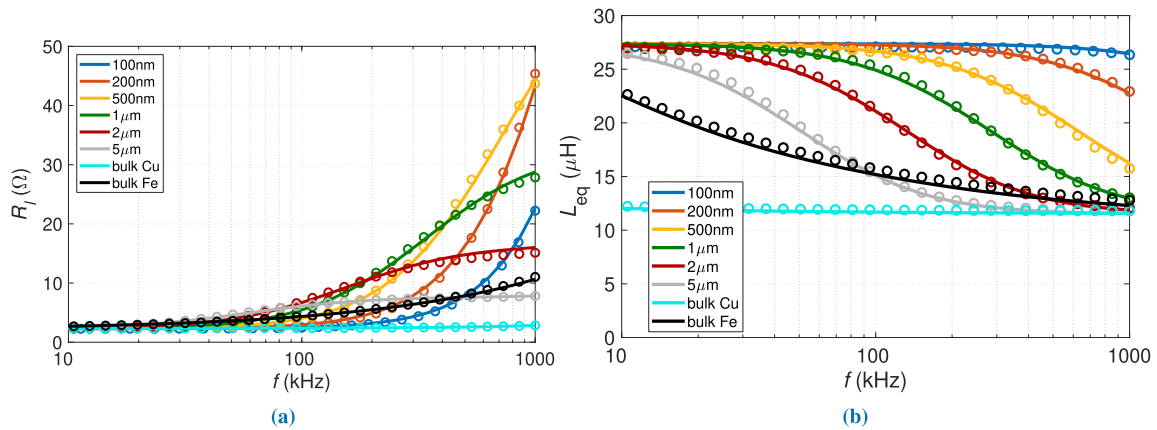 50
40
30
20
10
0
R_l (Ω)
100nm
200nm
500nm
1μm
2μm
5μm
bulk Cu
bulk Fe
10
100
1000
f (kHz)
(a)
30
25
20
15
10
5
0
L_eq (μH)
100nm
200nm
500nm
1μm
2μm
5μm
bulk Cu
bulk Fe
10
100
1000
f (kHz)
(b)